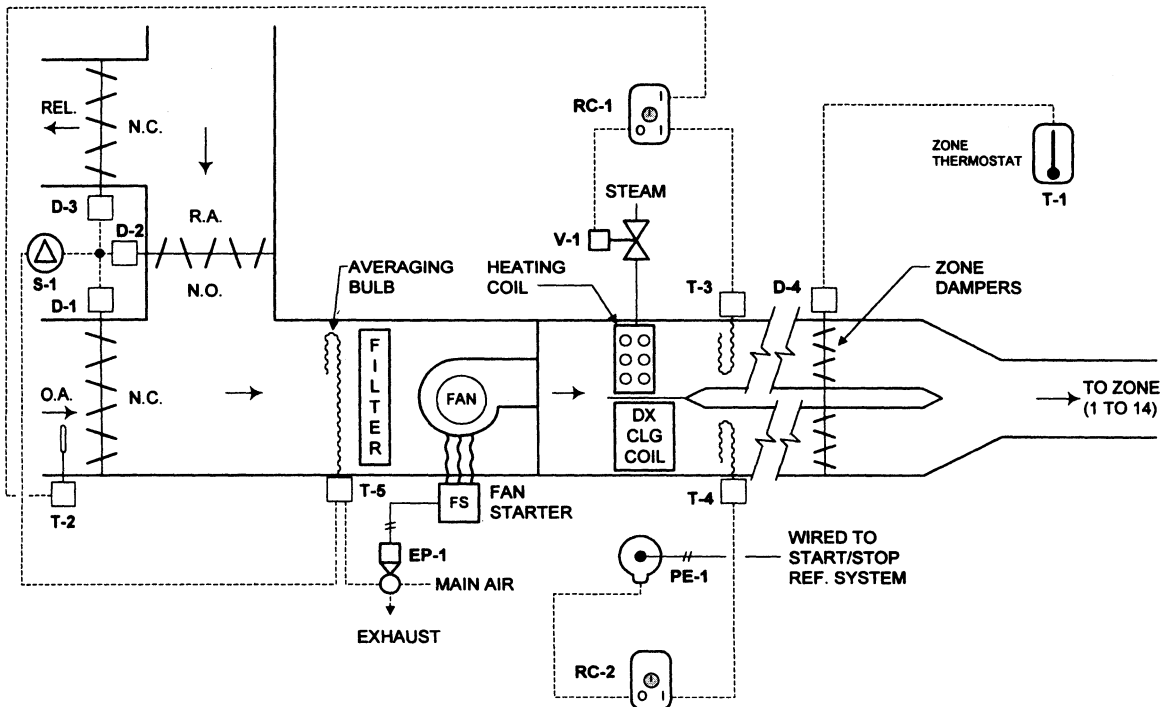 RC-1
I
O I
REL.
N.C.
ZONE
THERMOSTAT
T-1
STEAM
D-3
R.A.
D-2
V-1
S-1
N.O.
D-1
AVERAGING
BULB
HEATING
COIL
T-3
D-4
ZONE
DAMPERS
O.A.
N.C.
FILTER
FAN
DX
CLG
COIL
TO ZONE
(1 TO 14)
T-2
T-5
FS
FAN
STARTER
T-4
EP-1
MAIN AIR
EXHAUST
PE-1
WIRED TO
START/STOP
REF. SYSTEM
RC-2
O I